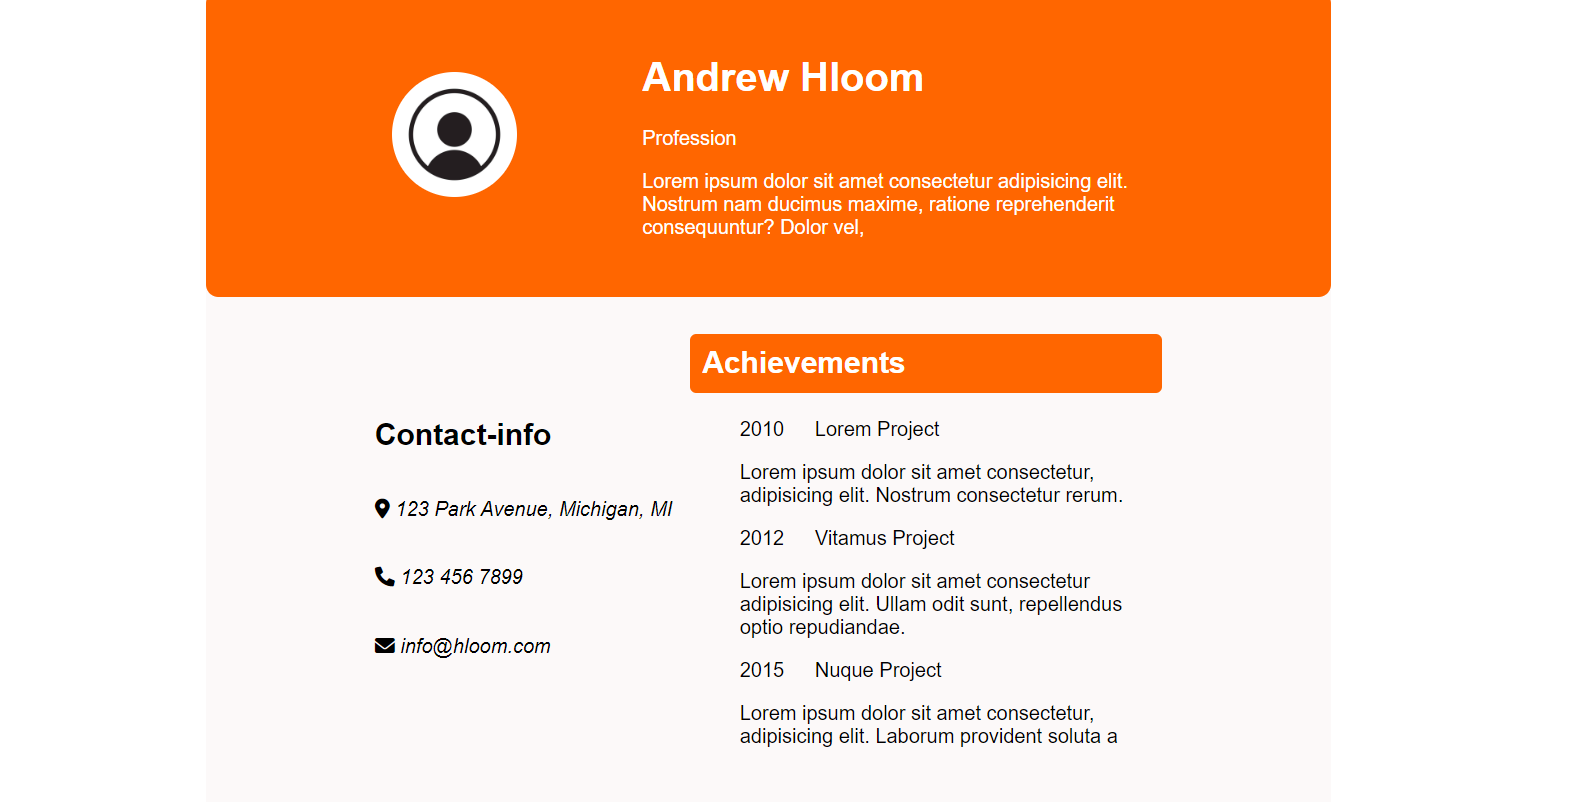 Andrew Hloom
Profession
Lorem ipsum dolor sit amet consectetur adipisicing elit.
Nostrum nam ducimus maxime, ratione reprehenderit
consequuntur? Dolor vel,
Contact-info
123 Park Avenue, Michigan, MI
123 456 7899
info@hloom.com
Achievements
2010 Lorem Project
Lorem ipsum dolor sit amet consectetur,
adipisicing elit. Nostrum consectetur rerum.
2012 Vitamus Project
Lorem ipsum dolor sit amet consectetur
adipisicing elit. Ullam odit sunt, repellendus
optio repudiandae.
2015 Nuque Project
Lorem ipsum dolor sit amet consectetur,
adipisicing elit. Laborum provident soluta a